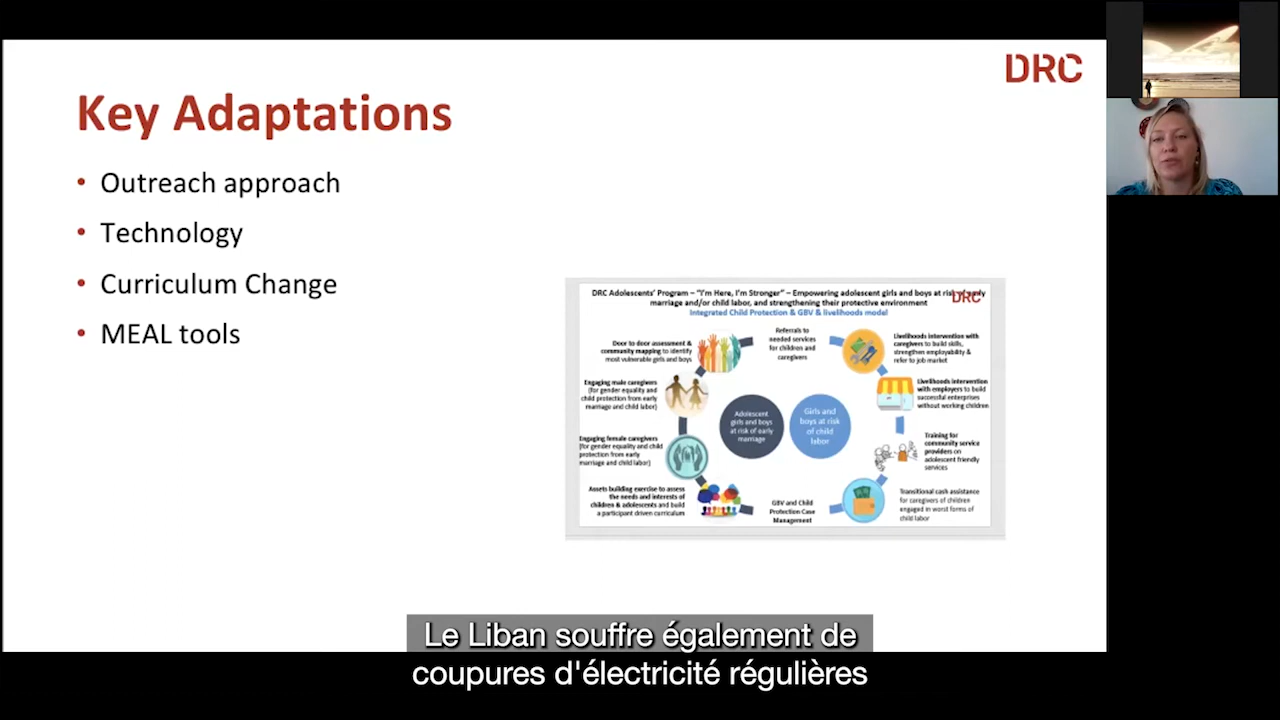 DRC
Key Adaptations
• Outreach approach
• Technology
• Curriculum Change
• MEAL tools
DRC Adolescents' Program – "I'm Here, I'm Stronger" – Empowering adolescent girls and boys at risk of early
marriage and/or child labor, and strengthening their protective environment
DRC
Integrated Child Protection & GBV & livelihoods model
Referrals to
needed services
for children and
caregivers
Livelihoods intervention with
caregivers to build skills,
strengthen employability &
refer to job market
Livelihoods intervention
with employers to build
successful enterprises
without working children
Training for
community service
providers on
adolescent friendly
services
Transitional cash assistance
for caregivers of children
engaged in worst forms of
child labor
GBV and Child
Protection Case
Management
Assets building exercise to assess
the needs and interests of
children & adolescents and build
a participant driven curriculum
Engaging female caregivers
(for gender equality and child
protection from early
marriage and child labor)
Engaging male caregivers
(for gender equality and
child protection from early
marriage and child labor)
Door to door assessment &
community mapping to identify
most vulnerable girls and boys
Adolescent
girls and boys
at risk of early
marriage
Girls and
boys at risk
of child
labor
Le Liban souffre également de
coupures d'électricité régulières